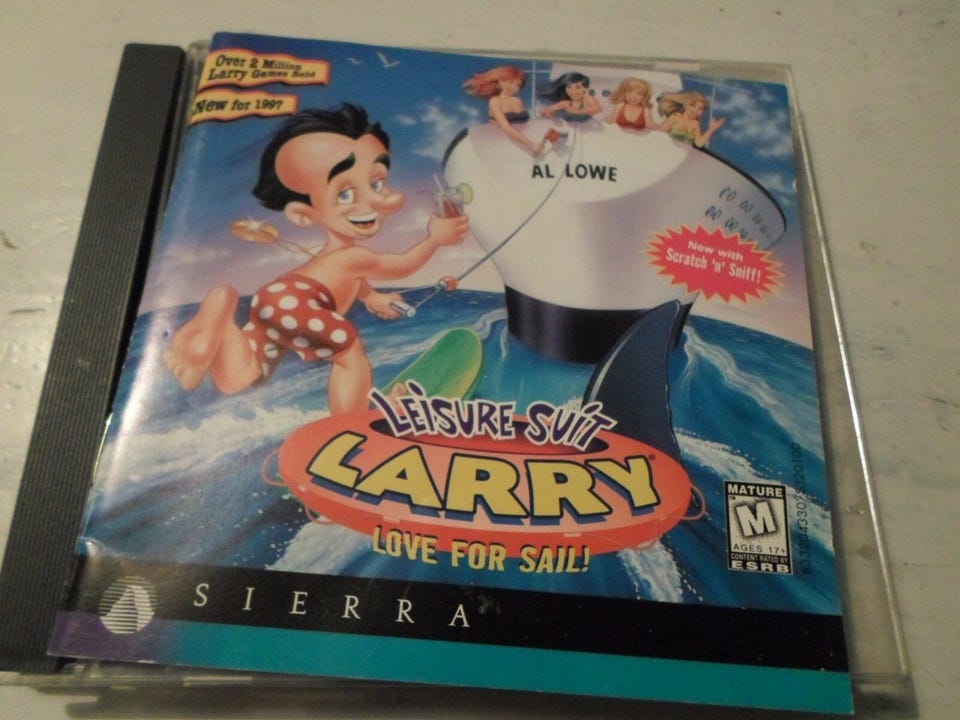 Over 2 Million
Larry Games Sold
New for 1997
AL LOWE
Now with
Scratch 'n' Sniff!
LEISURE SUIT
LARRY®
LOVE FOR SAIL!
MATURE
M
AGES 17+
CONTENT RATED BY
ESRB
SIERRA